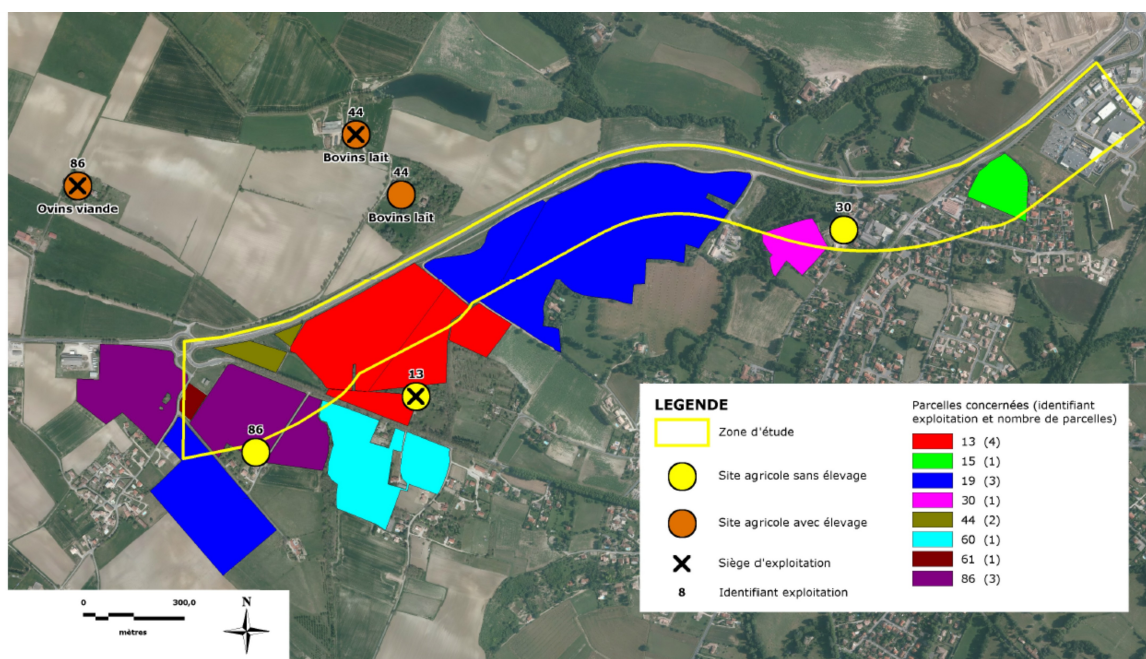 44
Bovins lait
86
Ovins viande
44
Bovins lait
30
13
86
LEGENDE
Zone d'étude
Site agricole sans élevage
Site agricole avec élevage
Siège d'exploitation
8 Identifiant exploitation
Parcelles concernées (identifiant
exploitation et nombre de parcelles)
13 (4)
15 (1)
19 (3)
30 (1)
44 (2)
60 (1)
61 (1)
86 (3)
0 300,0
mètres
N